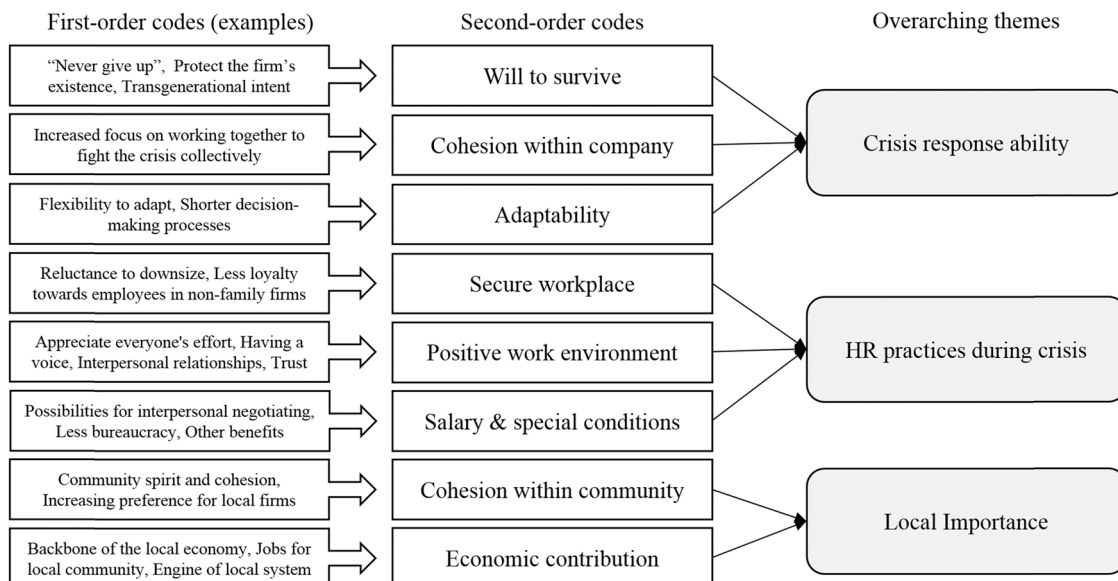 First-order codes (examples)
Second-order codes
Overarching themes
“Never give up”, Protect the firm’s
existence, Transgenerational intent
Will to survive
Increased focus on working together to
fight the crisis collectively
Cohesion within company
Crisis response ability
Flexibility to adapt, Shorter decision-
making processes
Adaptability
Reluctance to downsize, Less loyalty
towards employees in non-family firms
Secure workplace
Appreciate everyone's effort, Having a
voice, Interpersonal relationships, Trust
Positive work environment
HR practices during crisis
Possibilities for interpersonal negotiating,
Less bureaucracy, Other benefits
Salary & special conditions
Community spirit and cohesion,
Increasing preference for local firms
Cohesion within community
Local Importance
Backbone of the local economy, Jobs for
local community, Engine of local system
Economic contribution